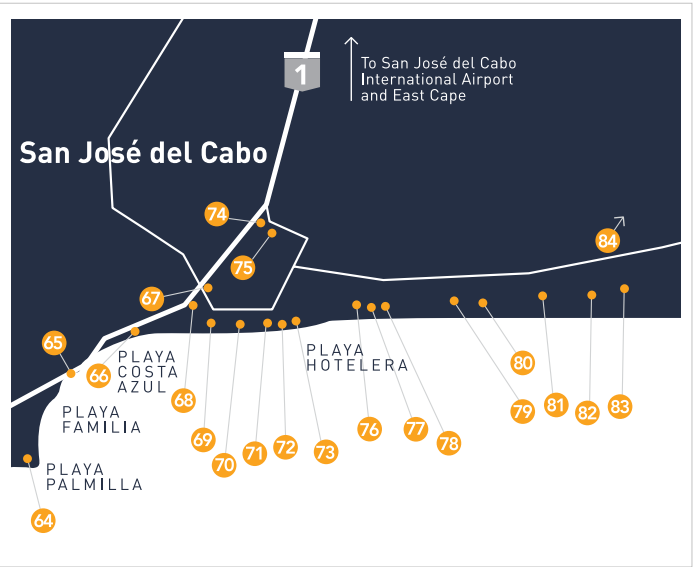 1
To San José del Cabo
International Airport
and East Cape
San José del Cabo
74
84
75
67
65
66
PLAYA
COSTA
AZUL
PLAYA
HOTELERA
80
68
81
79
82
83
PLAYA
FAMILIA
76
77
69
78
71
72
73
70
PLAYA
PALMILLA
64